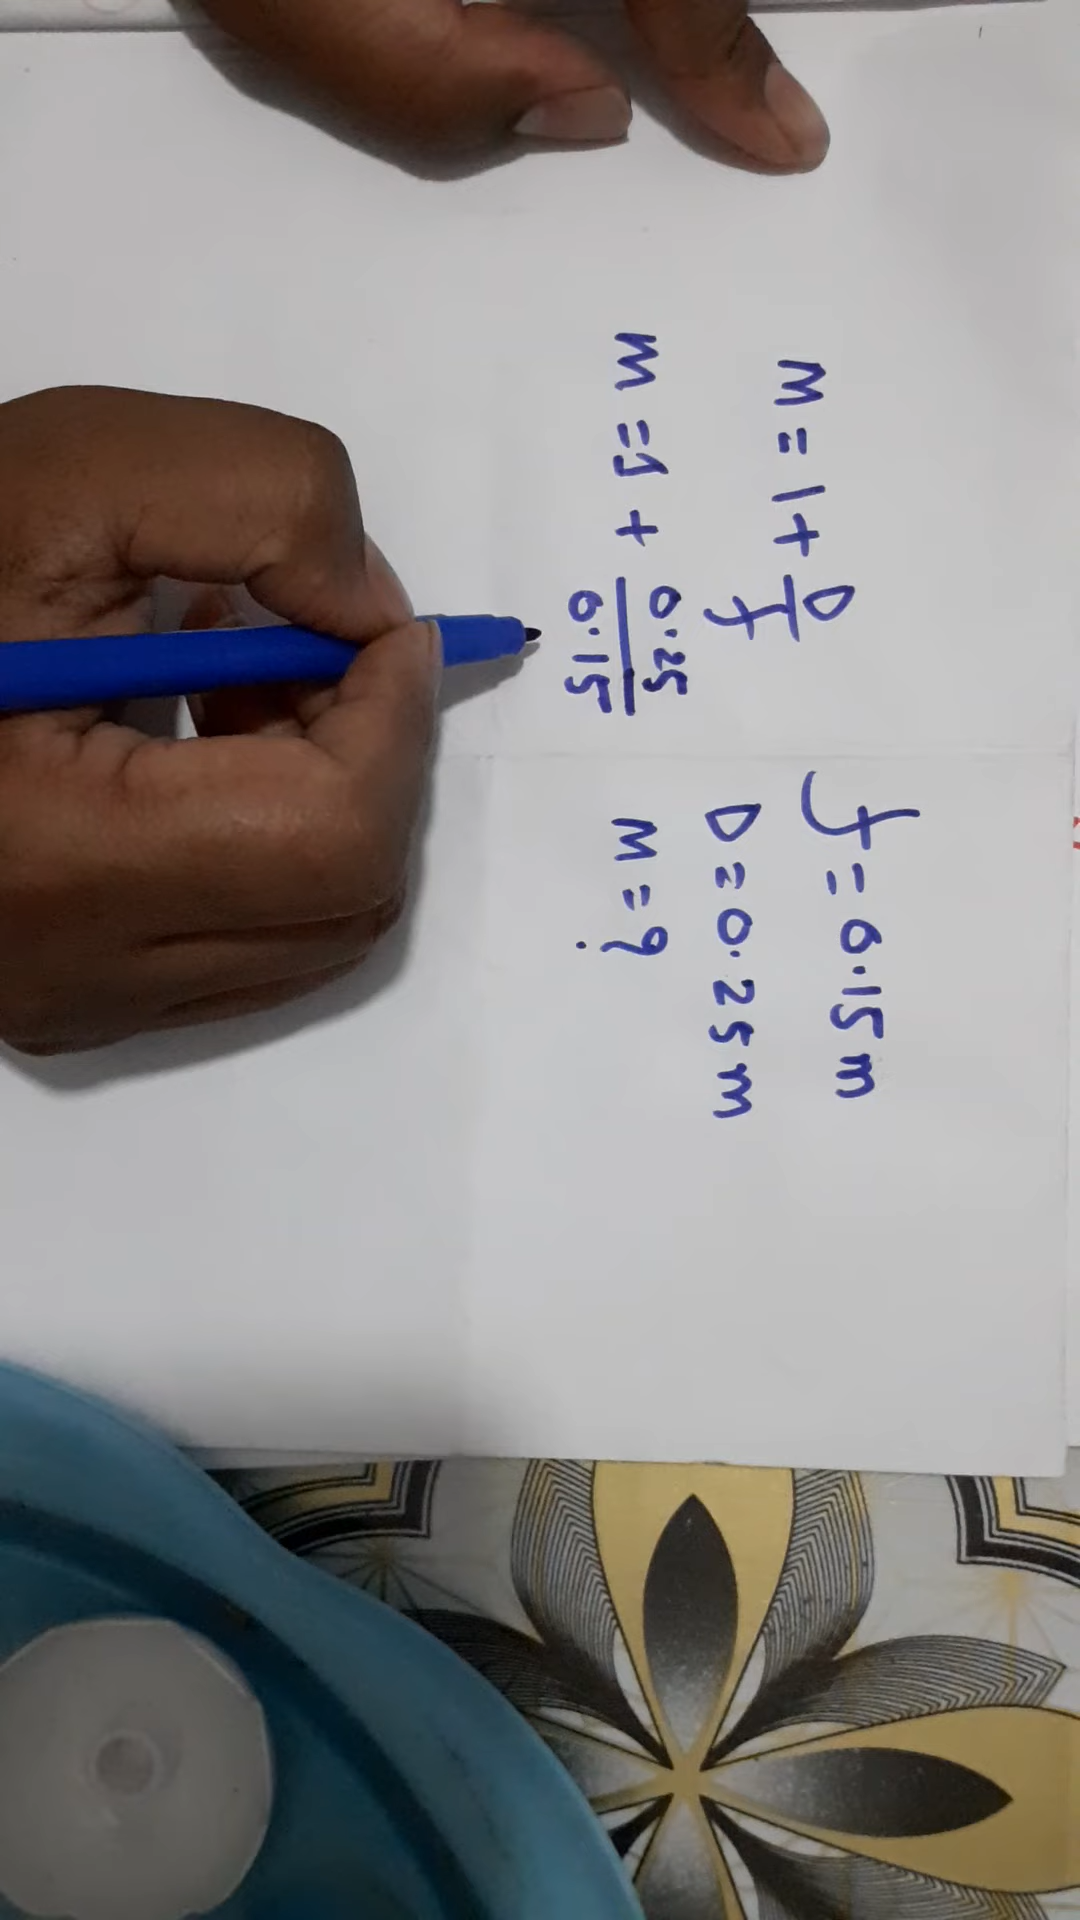 M = 1 + D/f
M = 1 + 0.25/0.15
f = 0.15 m
D = 0.25 m
M = ?